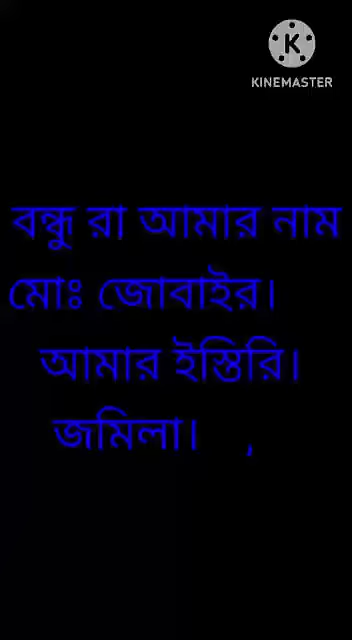 K
KINEMASTER
বন্ধু রা আমার নাম
মোঃ জোবাইর।
আমার ইস্তিরি।
জমিলা। ,